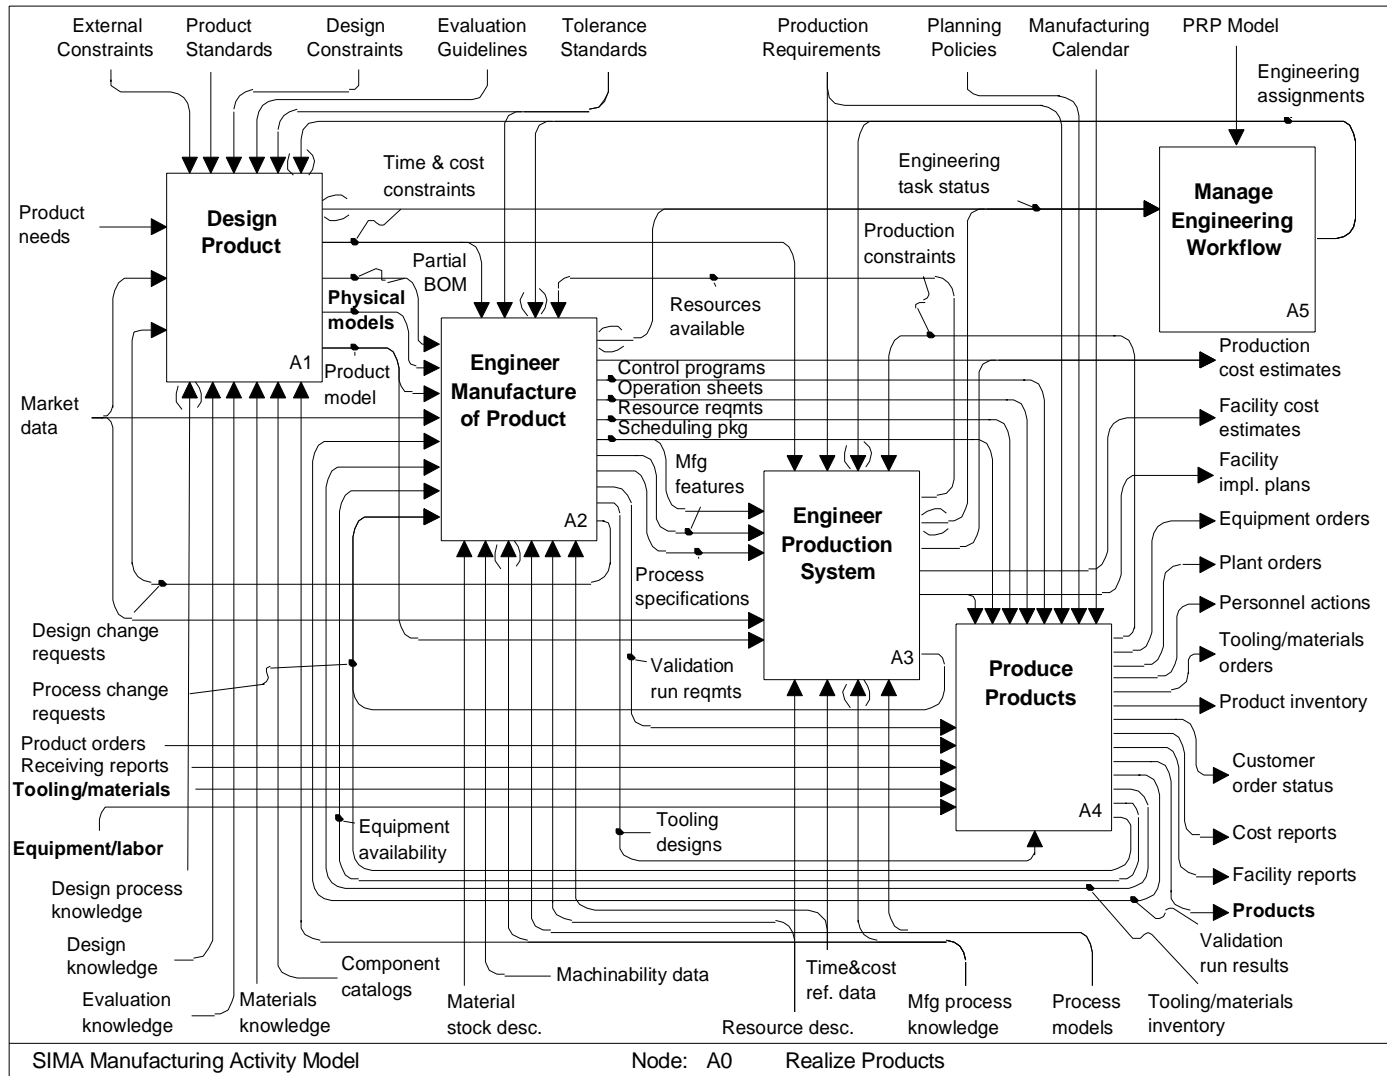 External
Constraints
Product
Standards
Design
Constraints
Evaluation
Guidelines
Tolerance
Standards
Production
Requirements
Planning
Policies
Manufacturing
Calendar
PRP Model
Engineering
assignments
Time & cost
constraints
Engineering
task status
Manage
Engineering
Workflow
A5
Product
needs
Design
Product
A1
Production
constraints
Partial
BOM
Physical
models
Resources
available
Product
model
Engineer
Manufacture
of Product
A2
Control programs
Operation sheets
Resource reqmts
Scheduling pkg
Production
cost estimates
Market
data
Facility cost
estimates
Mfg
features
Facility
impl. plans
Engineer
Production
System
A3
Equipment orders
Process
specifications
Plant orders
Personnel actions
Design change
requests
Validation
run reqmts
Produce
Products
A4
Tooling/materials
orders
Process change
requests
Product inventory
Product orders
Receiving reports
Tooling/materials
Customer
order status
Equipment/labor
Equipment
availability
Tooling
designs
Cost reports
Facility reports
Design process
knowledge
Products
Design
knowledge
Component
catalogs
Machinability data
Time&cost
ref. data
Validation
run results
Evaluation
knowledge
Materials
knowledge
Material
stock desc.
Resource desc.
Mfg process
knowledge
Process
models
Tooling/materials
inventory
SIMA Manufacturing Activity Model
Node: A0 Realize Products